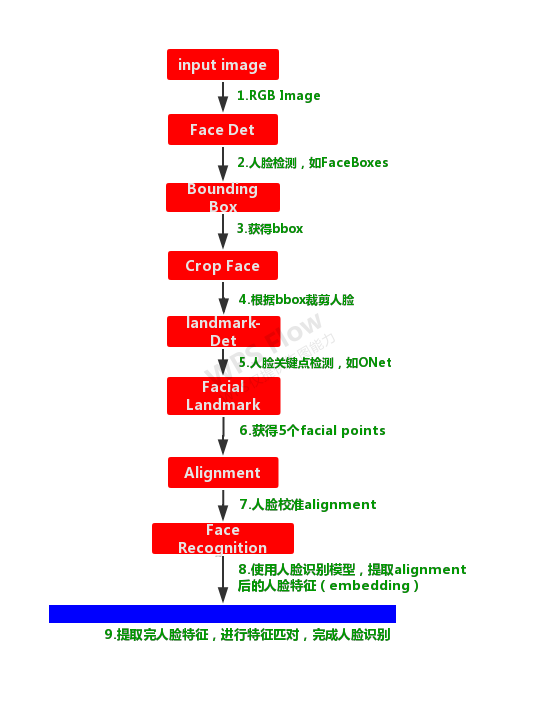 input image
1.RGB Image
Face Det
2.人脸检测，如FaceBoxes
Bounding
Box
3.获得bbox
Crop Face
4.根据bbox裁剪人脸
landmark-
Det
5.人脸关键点检测，如ONet
Facial
Landmark
6.获得5个facial points
Alignment
7.人脸校准alignment
Face
Recognition
8.使用人脸识别模型，提取alignment
后的人脸特征（embedding）
9.提取完人脸特征，进行特征匹对，完成人脸识别
WPS Flow